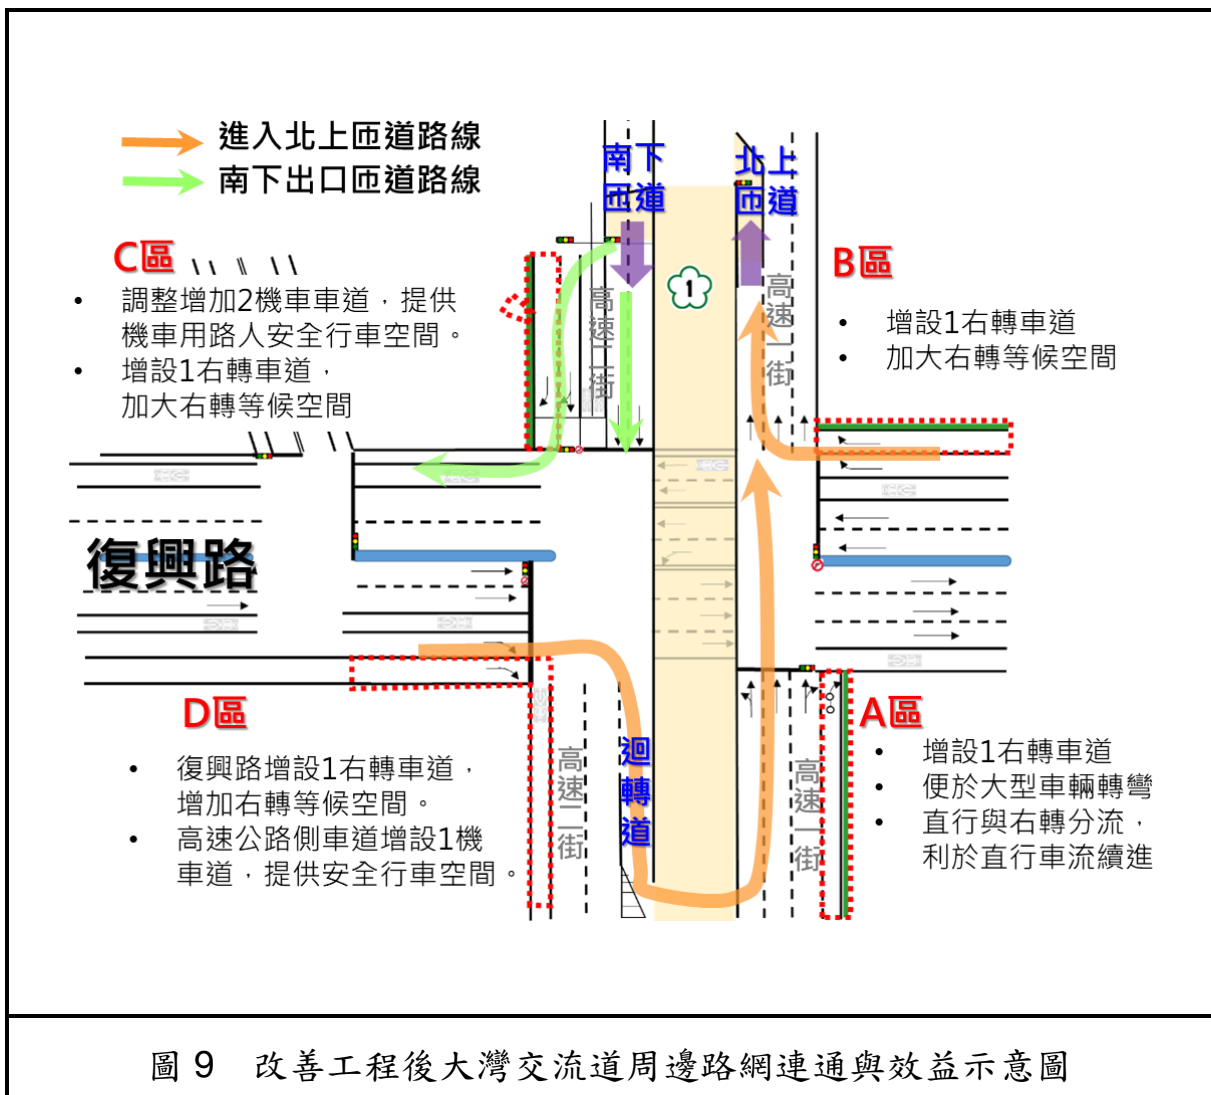 進入北上匝道路線
南下出口匝道路線
南下
匝道
北上
匝道
C區
• 調整增加2機車車道，提供
機車用路人安全行車空間。
• 增設1右轉車道，
加大右轉等候空間
1
高速二街
高速一街
B區
• 增設1右轉車道
• 加大右轉等候空間
復興路
D區
• 復興路增設1右轉車道，
增加右轉等候空間。
• 高速公路側車道增設1機
車道，提供安全行車空間。
高速二街
迴轉道
高速一街
A區
• 增設1右轉車道
• 便於大型車輛轉彎
• 直行與右轉分流，
利於直行車流續進
圖 9 改善工程後大灣交流道周邊路網連通與效益示意圖